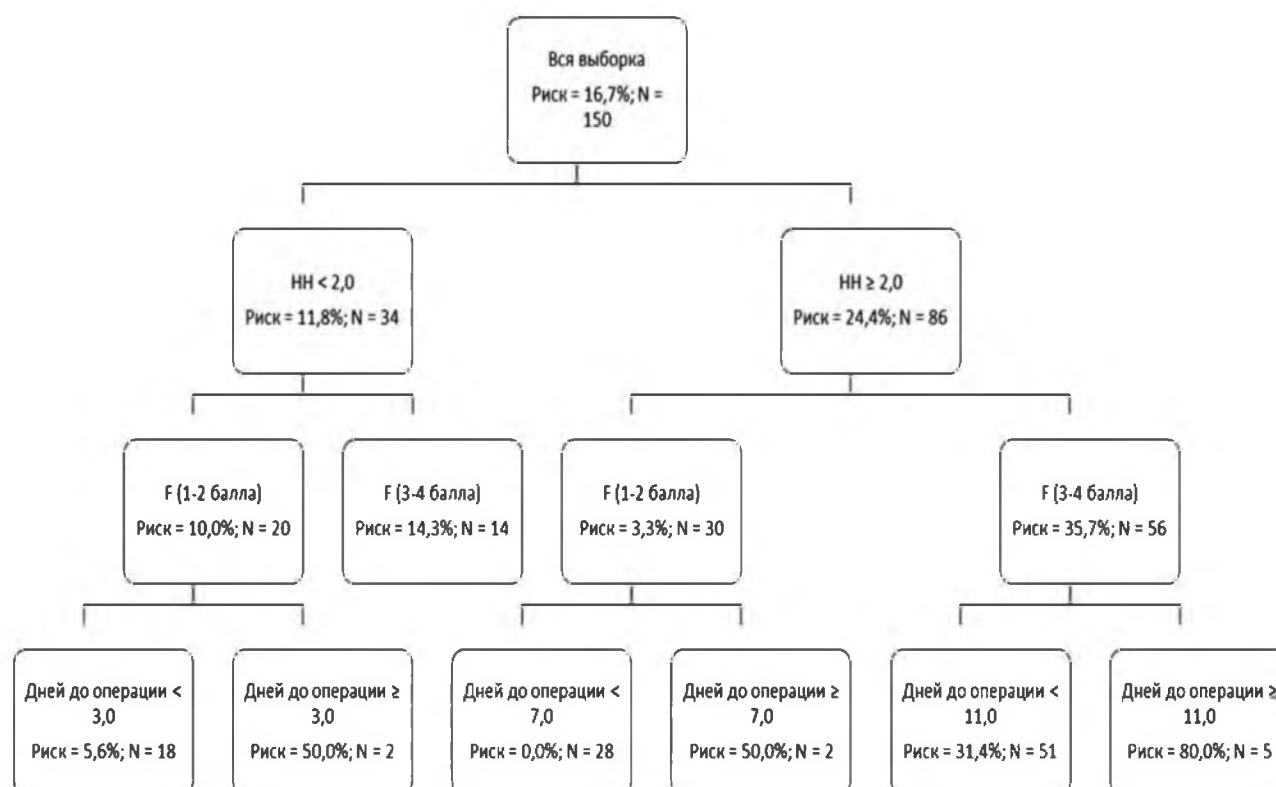 Вся выборка
Риск = 16,7%; N =
150
HH < 2,0
Риск = 11,8%; N = 34
HH ≥ 2,0
Риск = 24,4%; N = 86
F (1-2 балла)
Риск = 10,0%; N = 20
F (3-4 балла)
Риск = 14,3%; N = 14
F (1-2 балла)
Риск = 3,3%; N = 30
F (3-4 балла)
Риск = 35,7%; N = 56
Дней до операции <
3,0
Риск = 5,6%; N = 18
Дней до операции ≥
3,0
Риск = 50,0%; N = 2
Дней до операции <
7,0
Риск = 0,0%; N = 28
Дней до операции ≥
7,0
Риск = 50,0%; N = 2
Дней до операции <
11,0
Риск = 31,4%; N = 51
Дней до операции ≥
11,0
Риск = 80,0%; N = 5